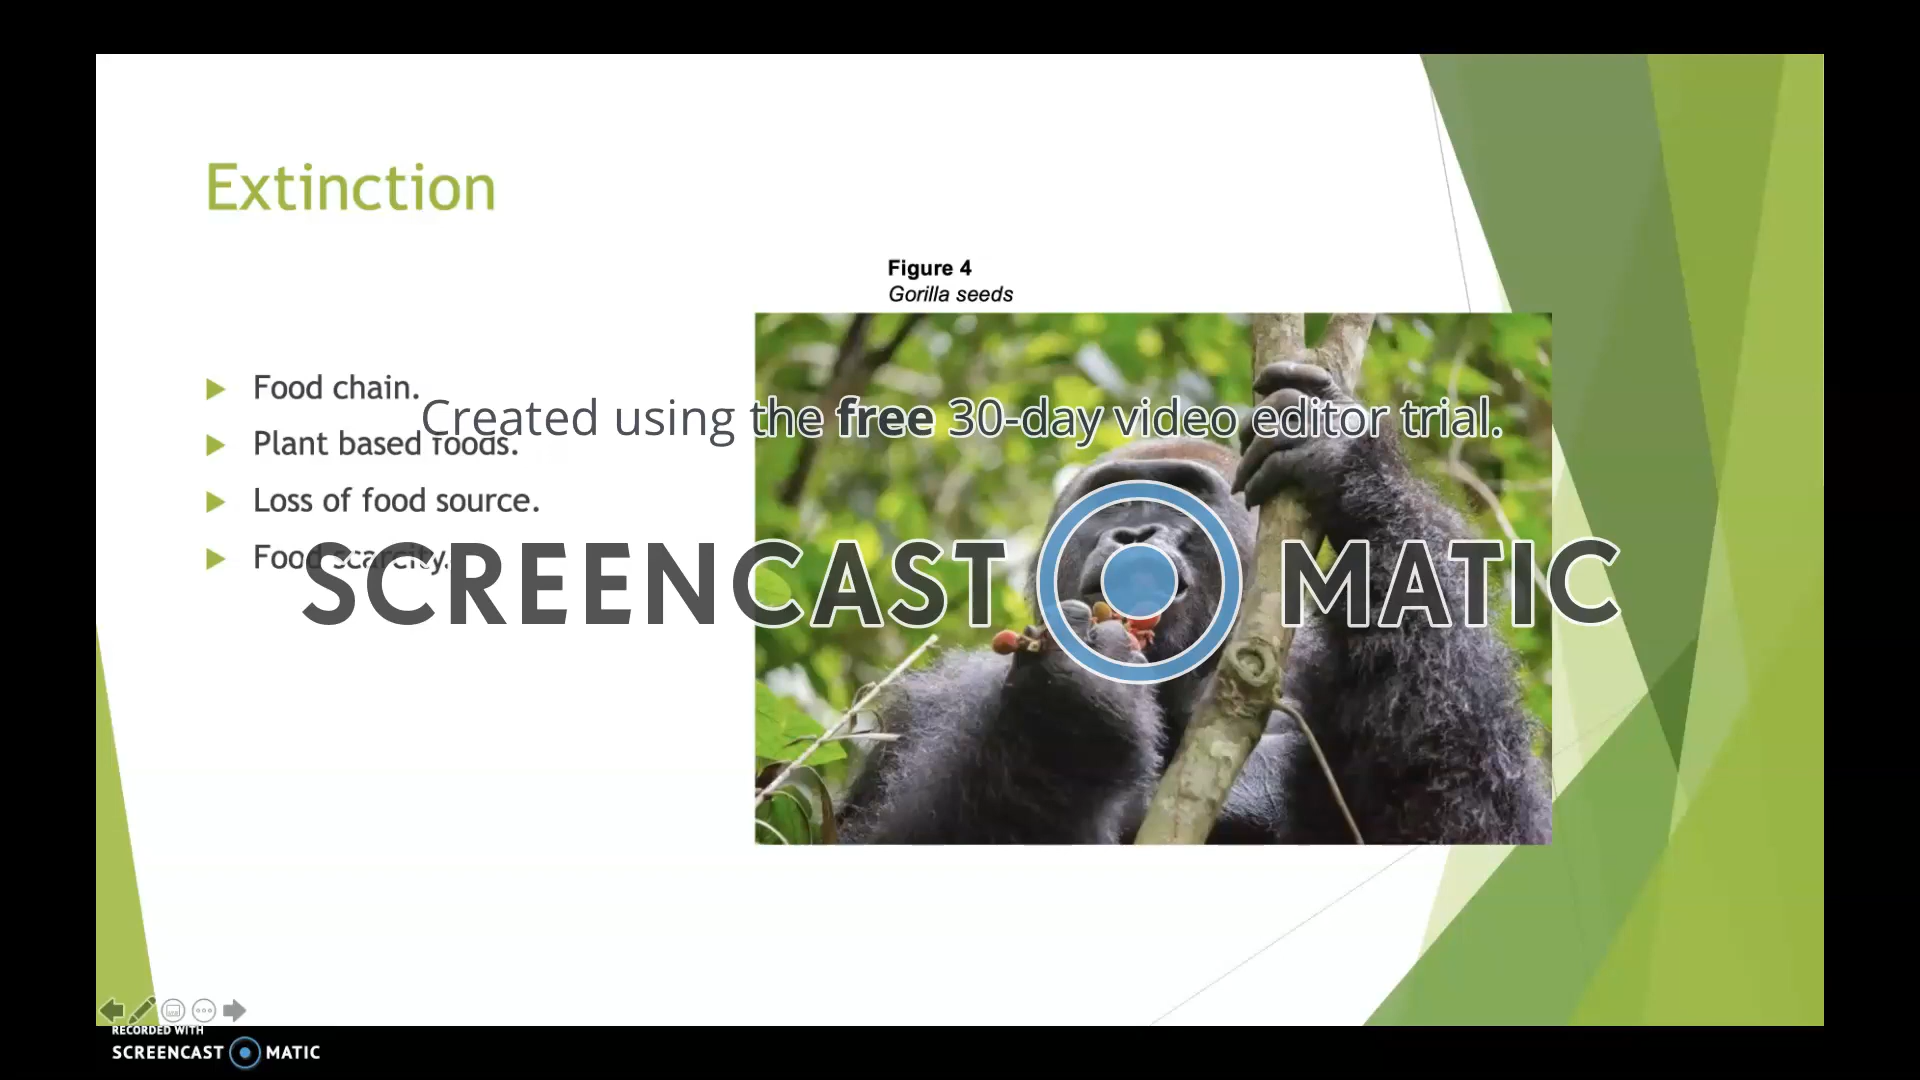 Extinction
Figure 4
Gorilla seeds
Food chain.
Created using the free 30-day video editor trial.
Plant based foods.
Loss of food source.
Food scarcity.
SCREENCAST MATIC
RECORDED WITH
SCREENCAST MATIC